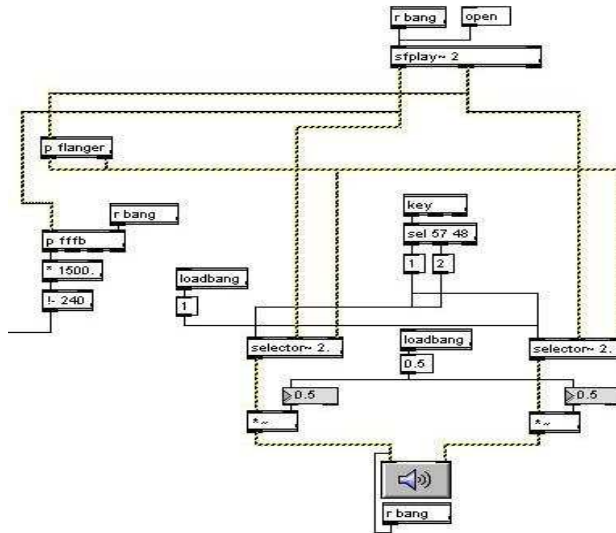 r bang
open
sfplay~ 2
p flanger
key
r bang
sel 57 48
p fffb
1
2
* 1500.
loadbang
!- 240
1
loadbang
selector~ 2.
selector~ 2.
0.5
0.5
0.5
*~
*~
r bang